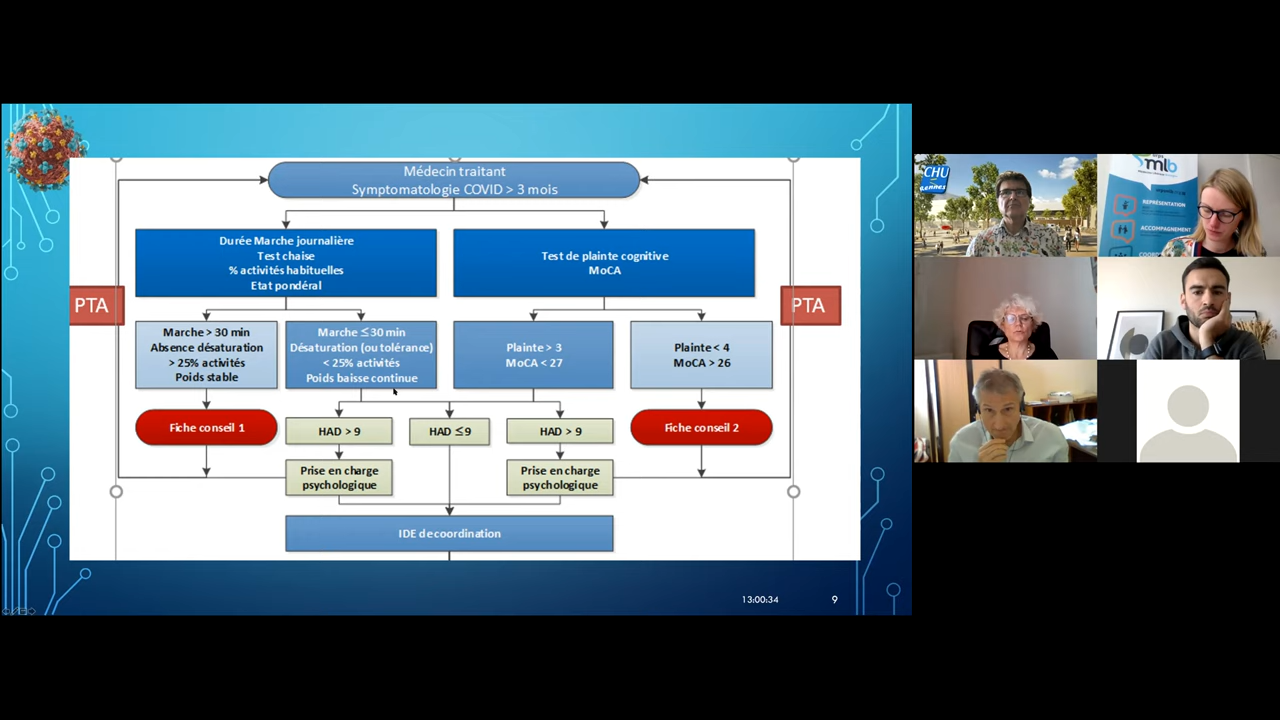 Médecin traitant
Symptomatologie COVID > 3 mois
Durée Marche journalière
Test chaise
% activités habituelles
Etat pondéral
Test de plainte cognitive
MoCA
PTA
PTA
Marche > 30 min
Absence désaturation
> 25% activités
Poids stable
Marche ≤30 min
Désaturation (ou tolérance)
< 25% activités
Poids baisse continue
Plainte > 3
MoCA < 27
Plainte < 4
MoCA > 26
Fiche conseil 1
HAD > 9
HAD ≤9
HAD > 9
Fiche conseil 2
Prise en charge
psychologique
Prise en charge
psychologique
IDE de coordination
13:00:34
9
CHU
RENNES
mlb
REPRÉSENTATION
ACCOMPAGNEMENT